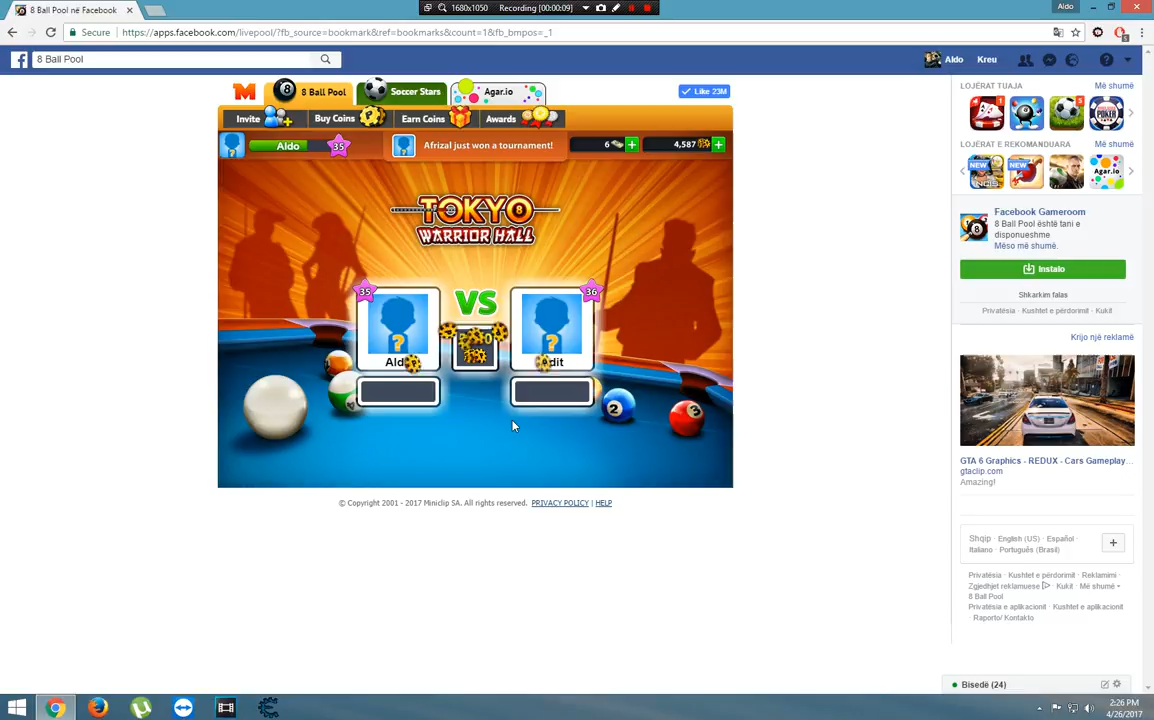 8 Ball Pool në Facebook
1680x1050 Recording [00:00:09]
Aldo
Secure https://apps.facebook.com/livepool/?fb_source=bookmark&ref=bookmarks&count=1&fb_bmpos=_1
8 Ball Pool
Aldo Kreu
M 8 Ball Pool Soccer Stars Agar.io
Like 23M
Invite Buy Coins Earn Coins Awards
Aldo 35 Afrizal just won a tournament! 6 4,587
TOKYO
WARRIOR HALL
35 VS 36
2 3
© Copyright 2001 - 2017 Miniclip SA. All rights reserved. PRIVACY POLICY | HELP
LOJËRAT TUAJA Më shumë
LOJËRAT E REKOMANDUARA Më shumë
NEW NEW Agar.io
Facebook Gameroom
8 Ball Pool është tani e
disponueshme
Mëso më shumë.
Instalo
Shkarkim falas
Privatësia · Kushtet e përdorimit · Kukit
Krijo një reklamë
GTA 6 Graphics - REDUX - Cars Gameplay...
gtaclip.com
Amazing!
Shqip · English (US) · Español ·
Italiano · Português (Brasil)
Privatësia · Kushtet e përdorimit · Reklamimi ·
Zgjedhjet reklamuese · Kukit · Më shumë
8 Ball Pool
Privatësia e aplikacionit · Kushtet e aplikacionit
· Raporto/ Kontakto
Bisedë (24)
2:26 PM
4/26/2017